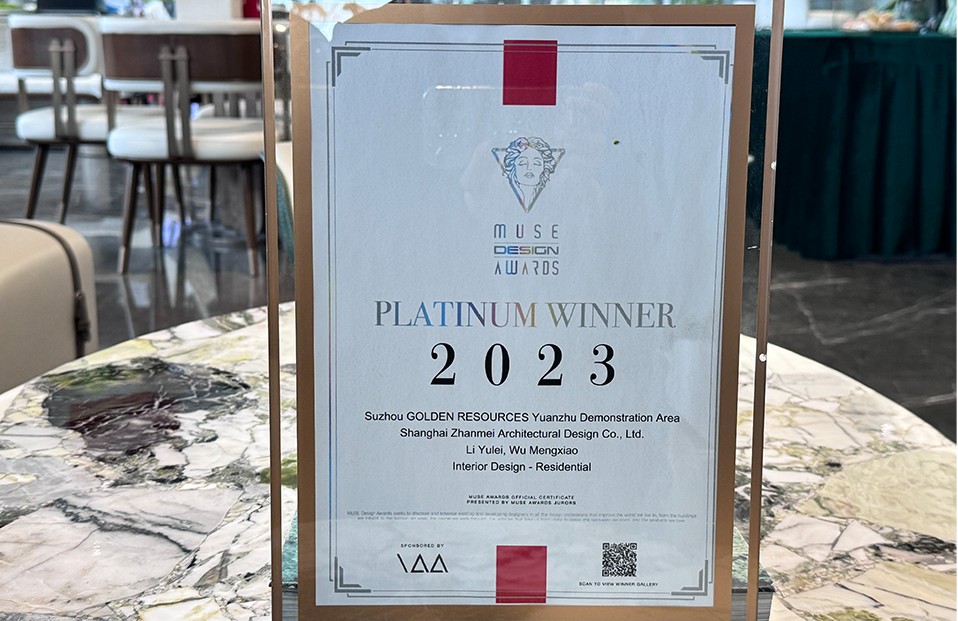 MUSE
DESIGN
AWARDS
PLATINUM WINNER
2023
Suzhou GOLDEN RESOURCES Yuanzhu Demonstration Area
Shanghai Zhanmei Architectural Design Co., Ltd.
Li Yulei, Wu Mengxiao
Interior Design - Residential
MUSE AWARDS OFFICIAL CERTIFICATE
PRESENTED BY MUSE AWARDS JURORS
SPONSORED BY
IAA
SCAN TO VIEW WINNER GALLERY